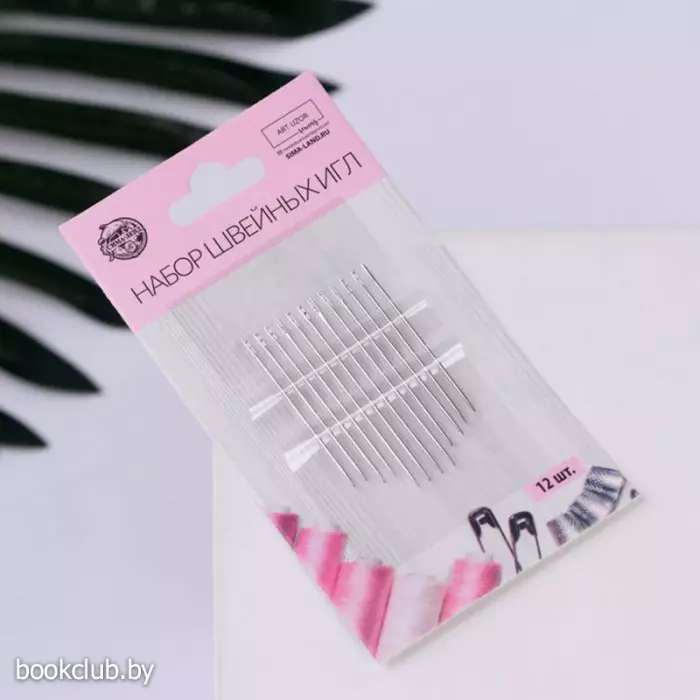 ART UZOR
SIMA-LAND.RU
НАБОР ШВЕЙНЫХ ИГЛ
12 шт.
bookclub.by